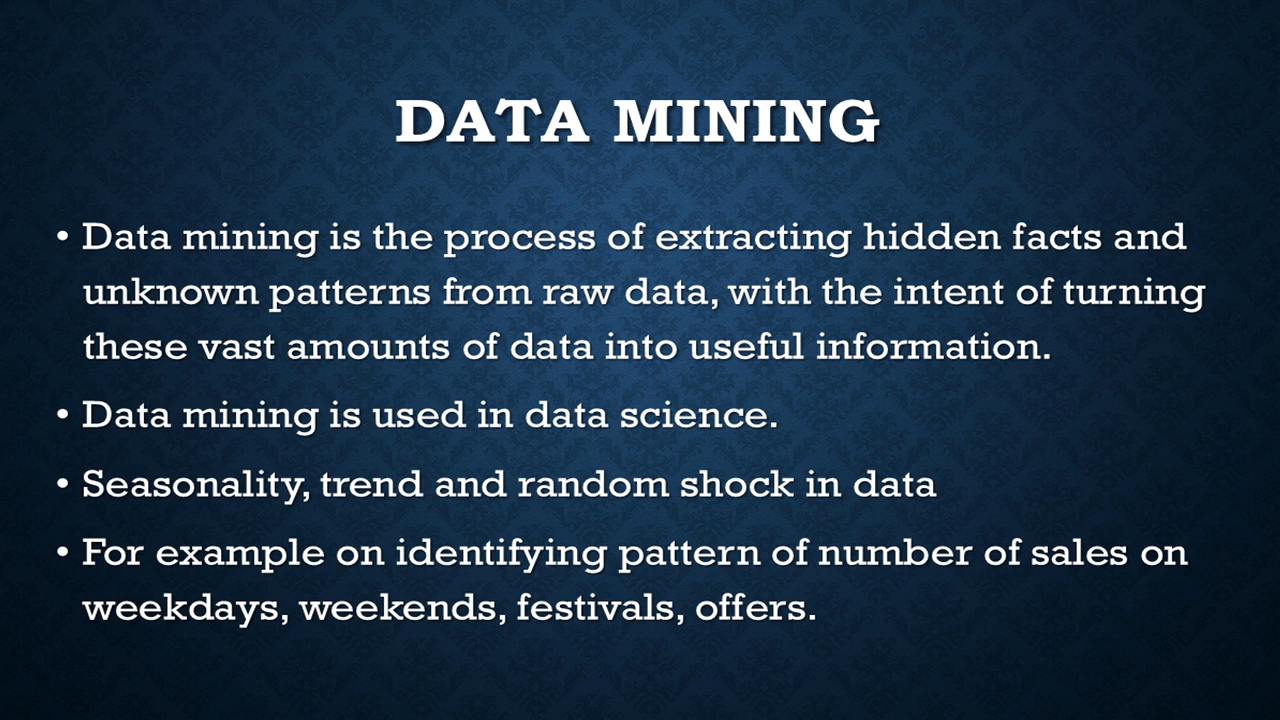 DATA MINING
• Data mining is the process of extracting hidden facts and
unknown patterns from raw data, with the intent of turning
these vast amounts of data into useful information.
• Data mining is used in data science.
• Seasonality, trend and random shock in data
• For example on identifying pattern of number of sales on
weekdays, weekends, festivals, offers.